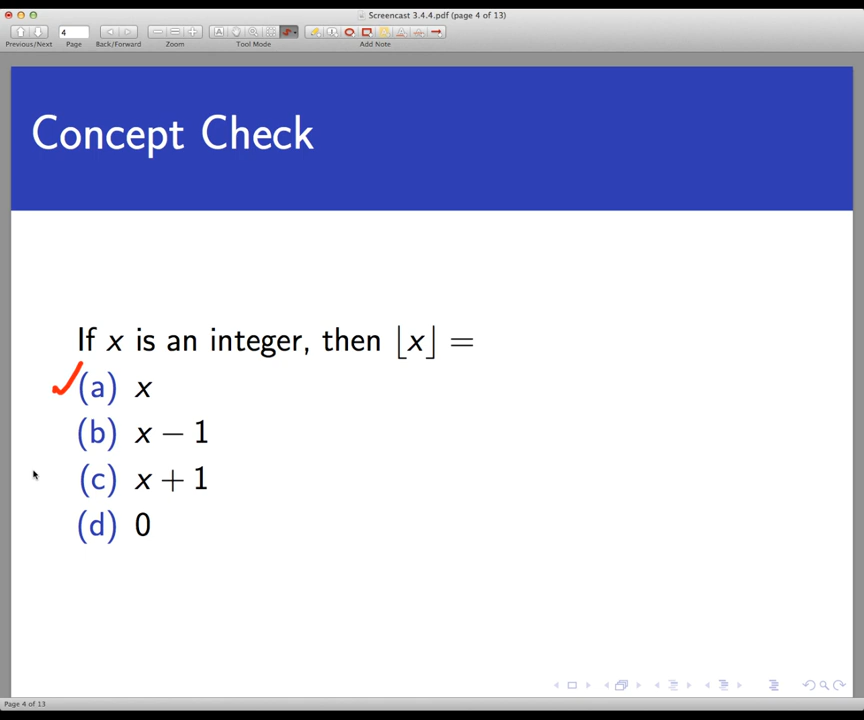 Screencast 3.4.4.pdf (page 4 of 13)
4
Previous/Next Page Back/Forward Zoom Tool Mode Add Note
Concept Check
If x is an integer, then ⌊x⌋ =
(a) x
(b) x − 1
(c) x + 1
(d) 0
Page 4 of 13